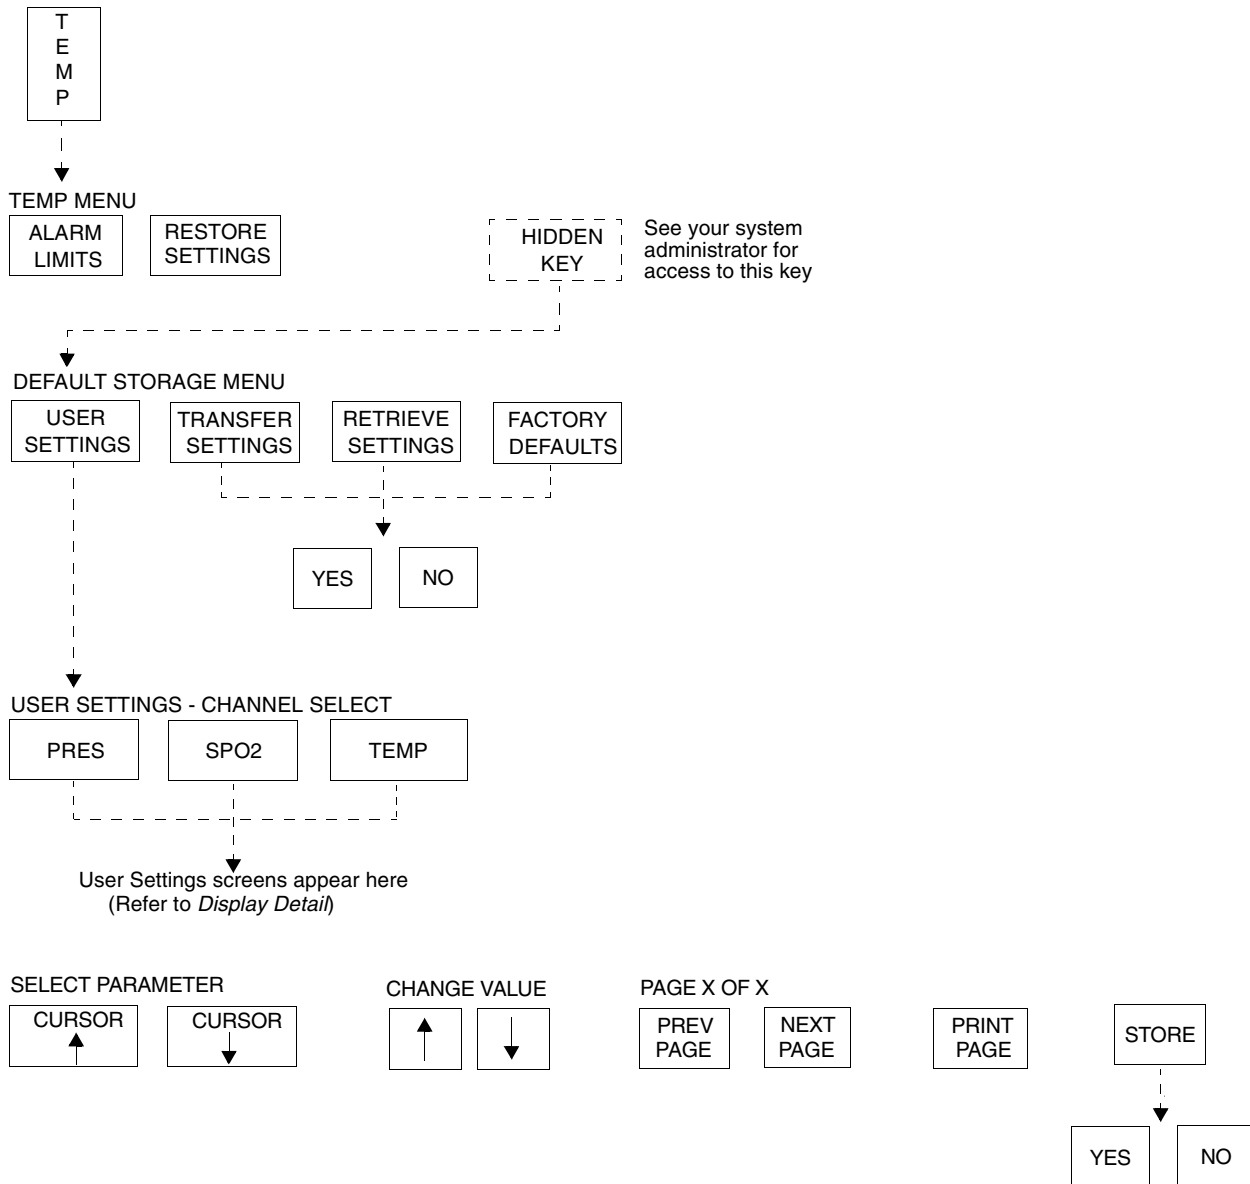 T
E
M
P
TEMP MENU
ALARM
LIMITS
RESTORE
SETTINGS
HIDDEN
KEY
See your system
administrator for
access to this key
DEFAULT STORAGE MENU
USER
SETTINGS
TRANSFER
SETTINGS
RETRIEVE
SETTINGS
FACTORY
DEFAULTS
YES
NO
USER SETTINGS - CHANNEL SELECT
PRES
SPO2
TEMP
User Settings screens appear here
(Refer to Display Detail)
SELECT PARAMETER
CURSOR
CURSOR
CHANGE VALUE
PAGE X OF X
PREV
PAGE
NEXT
PAGE
PRINT
PAGE
STORE
YES
NO